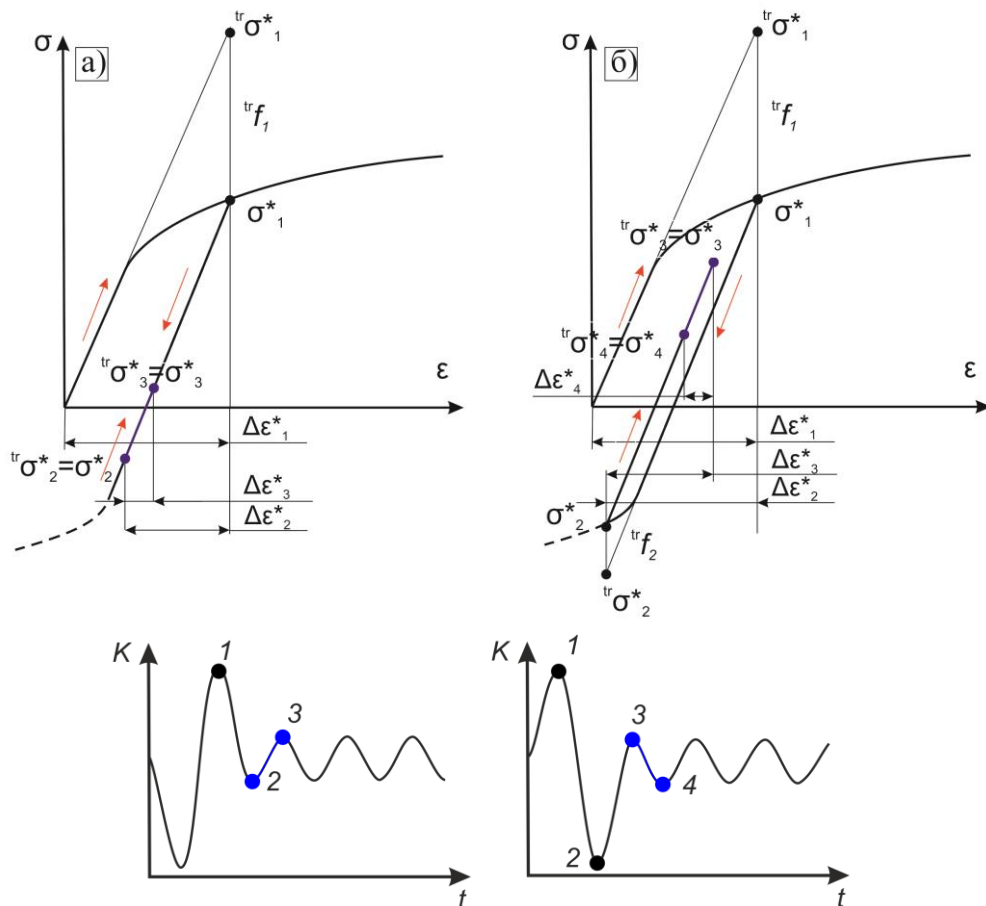 а)
σ
trσ*1
trf1
σ*1
trσ*3=σ*3
ε
Δε*1
trσ*2=σ*2
Δε*3
Δε*2
б)
σ
trσ*1
trf1
σ*1
trσ*3=σ*3
trσ*4=σ*4
ε
Δε*4
Δε*1
Δε*3
Δε*2
σ*2
trf2
trσ*2
K
1
3
2
t
K
1
3
4
2
t